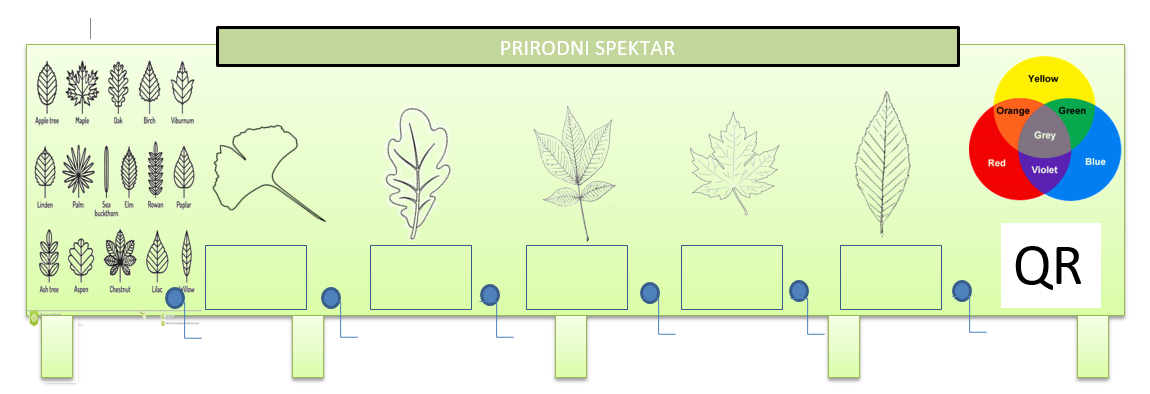 PRIRODNI SPEKTAR
Apple tree Maple Oak Birch Viburnum
Linden Palm Sea buckthorn Elm Rowan Poplar
Ash tree Aspen Chestnut Lilac Willow
Yellow
Orange Green
Grey
Red Blue
Violet
QR